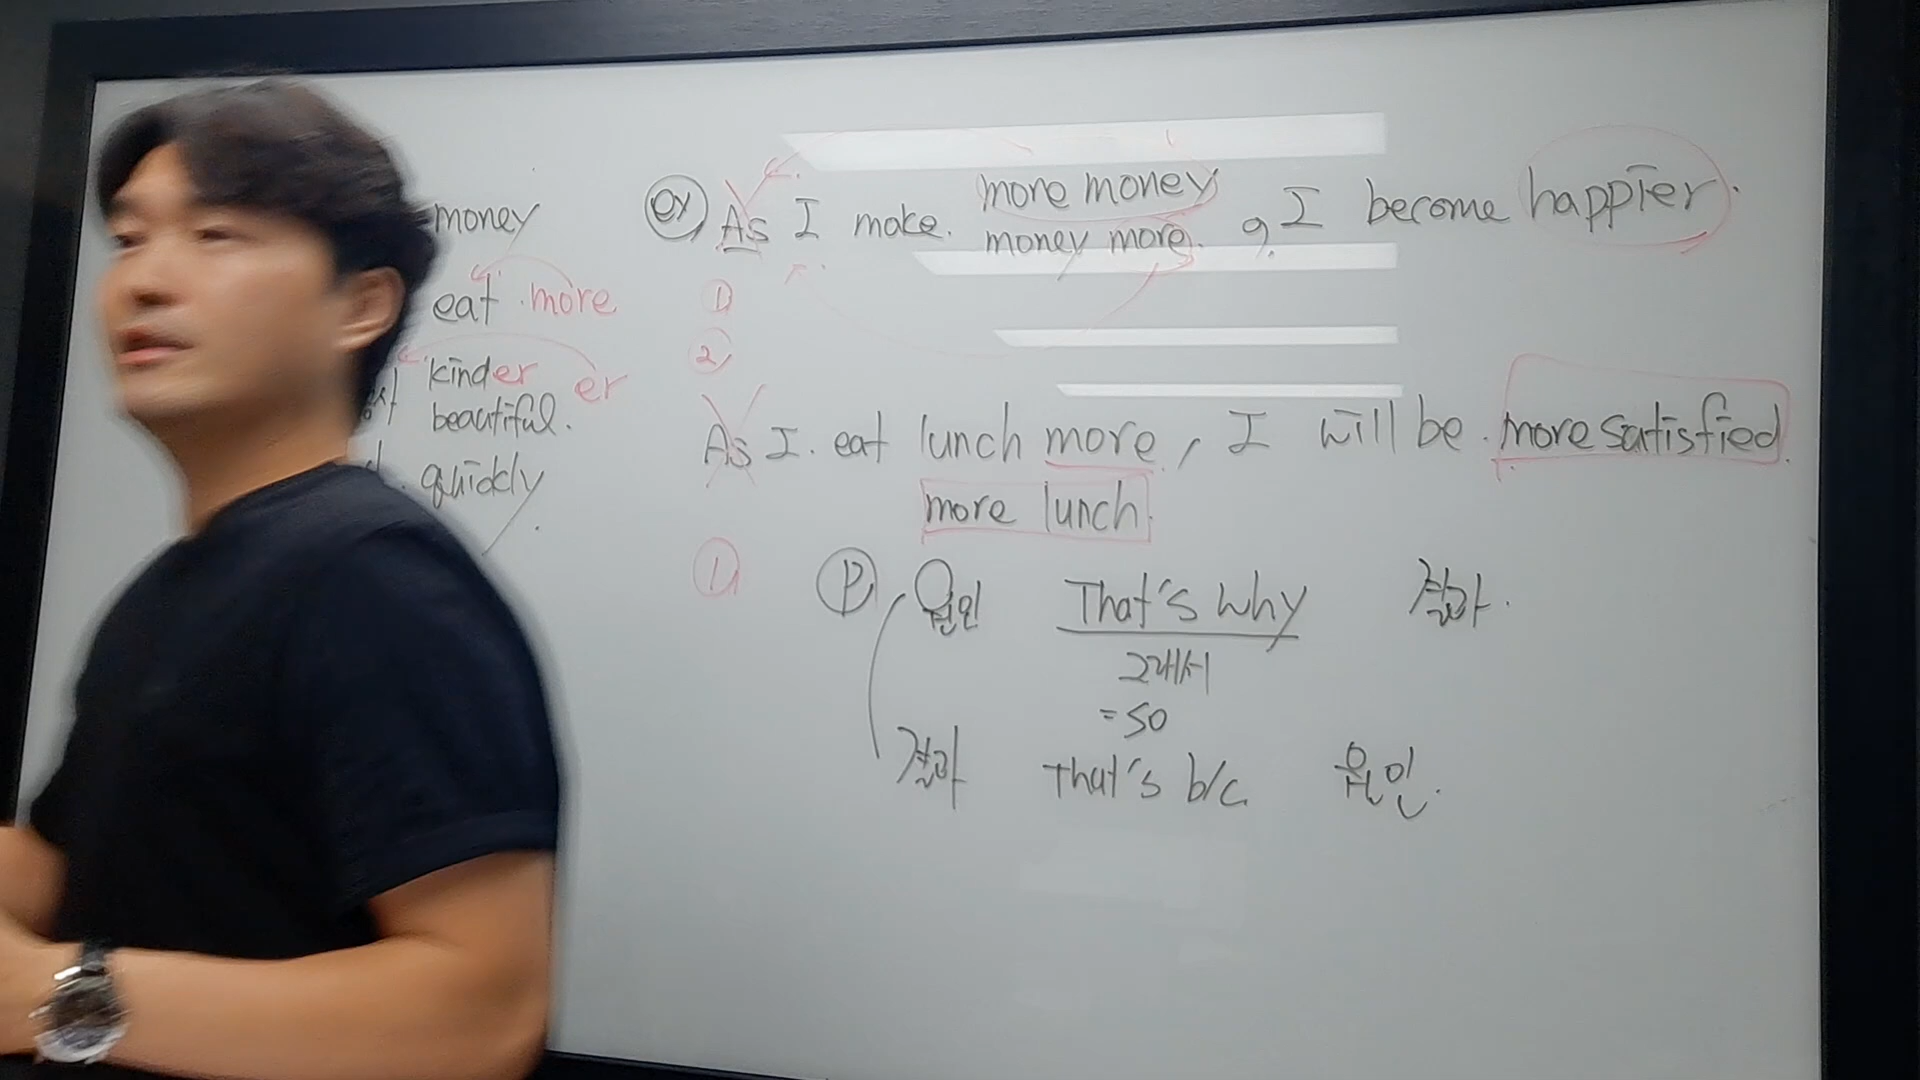 money
eat more
kinder er
beautiful.
quickly
ex As I make more money , I become happier.
money more.
①
②
As I. eat lunch more, I will be more satisfied
more lunch.
①
P 원인 That's why 결과.
그래서
= so
결과 That's b/c. 원인.